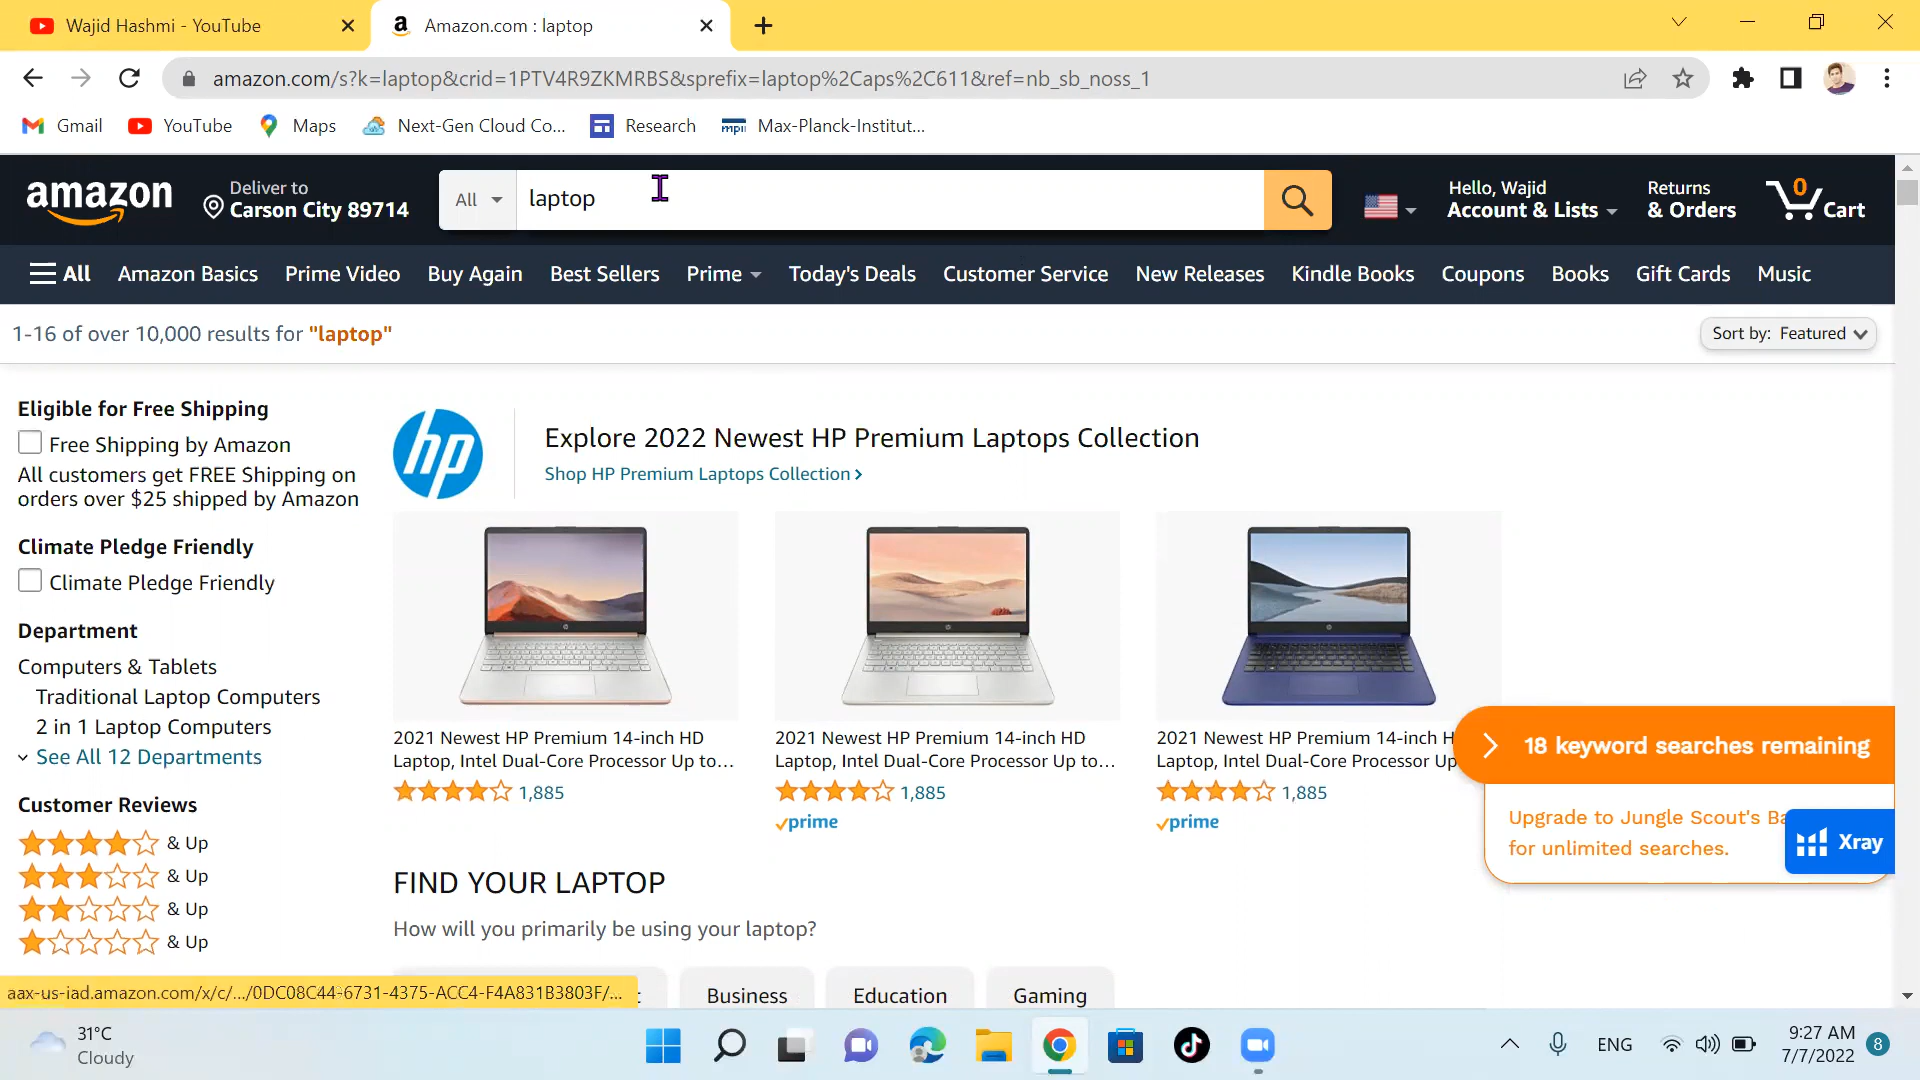 Wajid Hashmi - YouTube
Amazon.com : laptop
amazon.com/s?k=laptop&crid=1PTV4R9ZKMRBS&sprefix=laptop%2Caps%2C611&ref=nb_sb_noss_1
Gmail YouTube Maps Next-Gen Cloud Co... Research Max-Planck-Institut...
amazon
Deliver to
Carson City 89714
All
laptop
Hello, Wajid
Account & Lists
Returns
& Orders
0
Cart
All Amazon Basics Prime Video Buy Again Best Sellers Prime Today's Deals Customer Service New Releases Kindle Books Coupons Books Gift Cards Music
1-16 of over 10,000 results for "laptop"
Sort by: Featured
Eligible for Free Shipping
Free Shipping by Amazon
All customers get FREE Shipping on
orders over $25 shipped by Amazon
Climate Pledge Friendly
Climate Pledge Friendly
Department
Computers & Tablets
Traditional Laptop Computers
2 in 1 Laptop Computers
See All 12 Departments
Customer Reviews
& Up
& Up
& Up
& Up
hp
Explore 2022 Newest HP Premium Laptops Collection
Shop HP Premium Laptops Collection
2021 Newest HP Premium 14-inch HD
Laptop, Intel Dual-Core Processor Up to...
1,885
2021 Newest HP Premium 14-inch HD
Laptop, Intel Dual-Core Processor Up to...
1,885
prime
2021 Newest HP Premium 14-inch H
Laptop, Intel Dual-Core Processor Up
1,885
prime
18 keyword searches remaining
Upgrade to Jungle Scout's Ba
for unlimited searches.
Xray
FIND YOUR LAPTOP
How will you primarily be using your laptop?
Business
Education
Gaming
aax-us-iad.amazon.com/x/c/.../0DC08C44-6731-4375-ACC4-F4A831B3803F/...
31°C
Cloudy
ENG
9:27 AM
7/7/2022
8